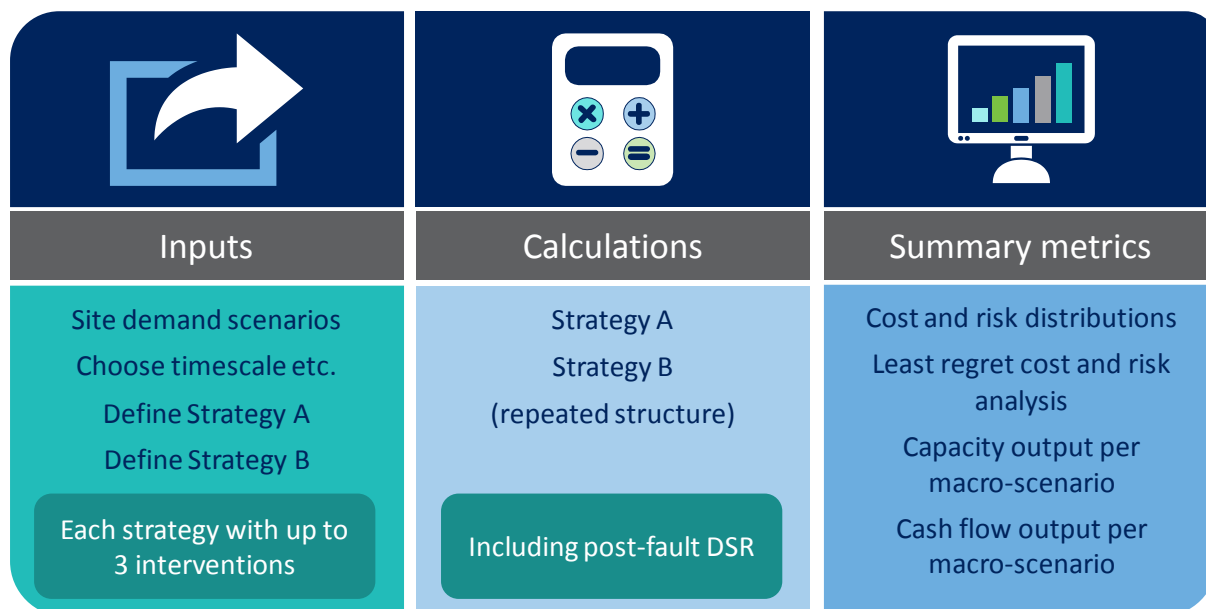 Inputs
Site demand scenarios
Choose timescale etc.
Define Strategy A
Define Strategy B
Each strategy with up to
3 interventions
Calculations
Strategy A
Strategy B
(repeated structure)
Including post-fault DSR
Summary metrics
Cost and risk distributions
Least regret cost and risk
analysis
Capacity output per
macro-scenario
Cash flow output per
macro-scenario